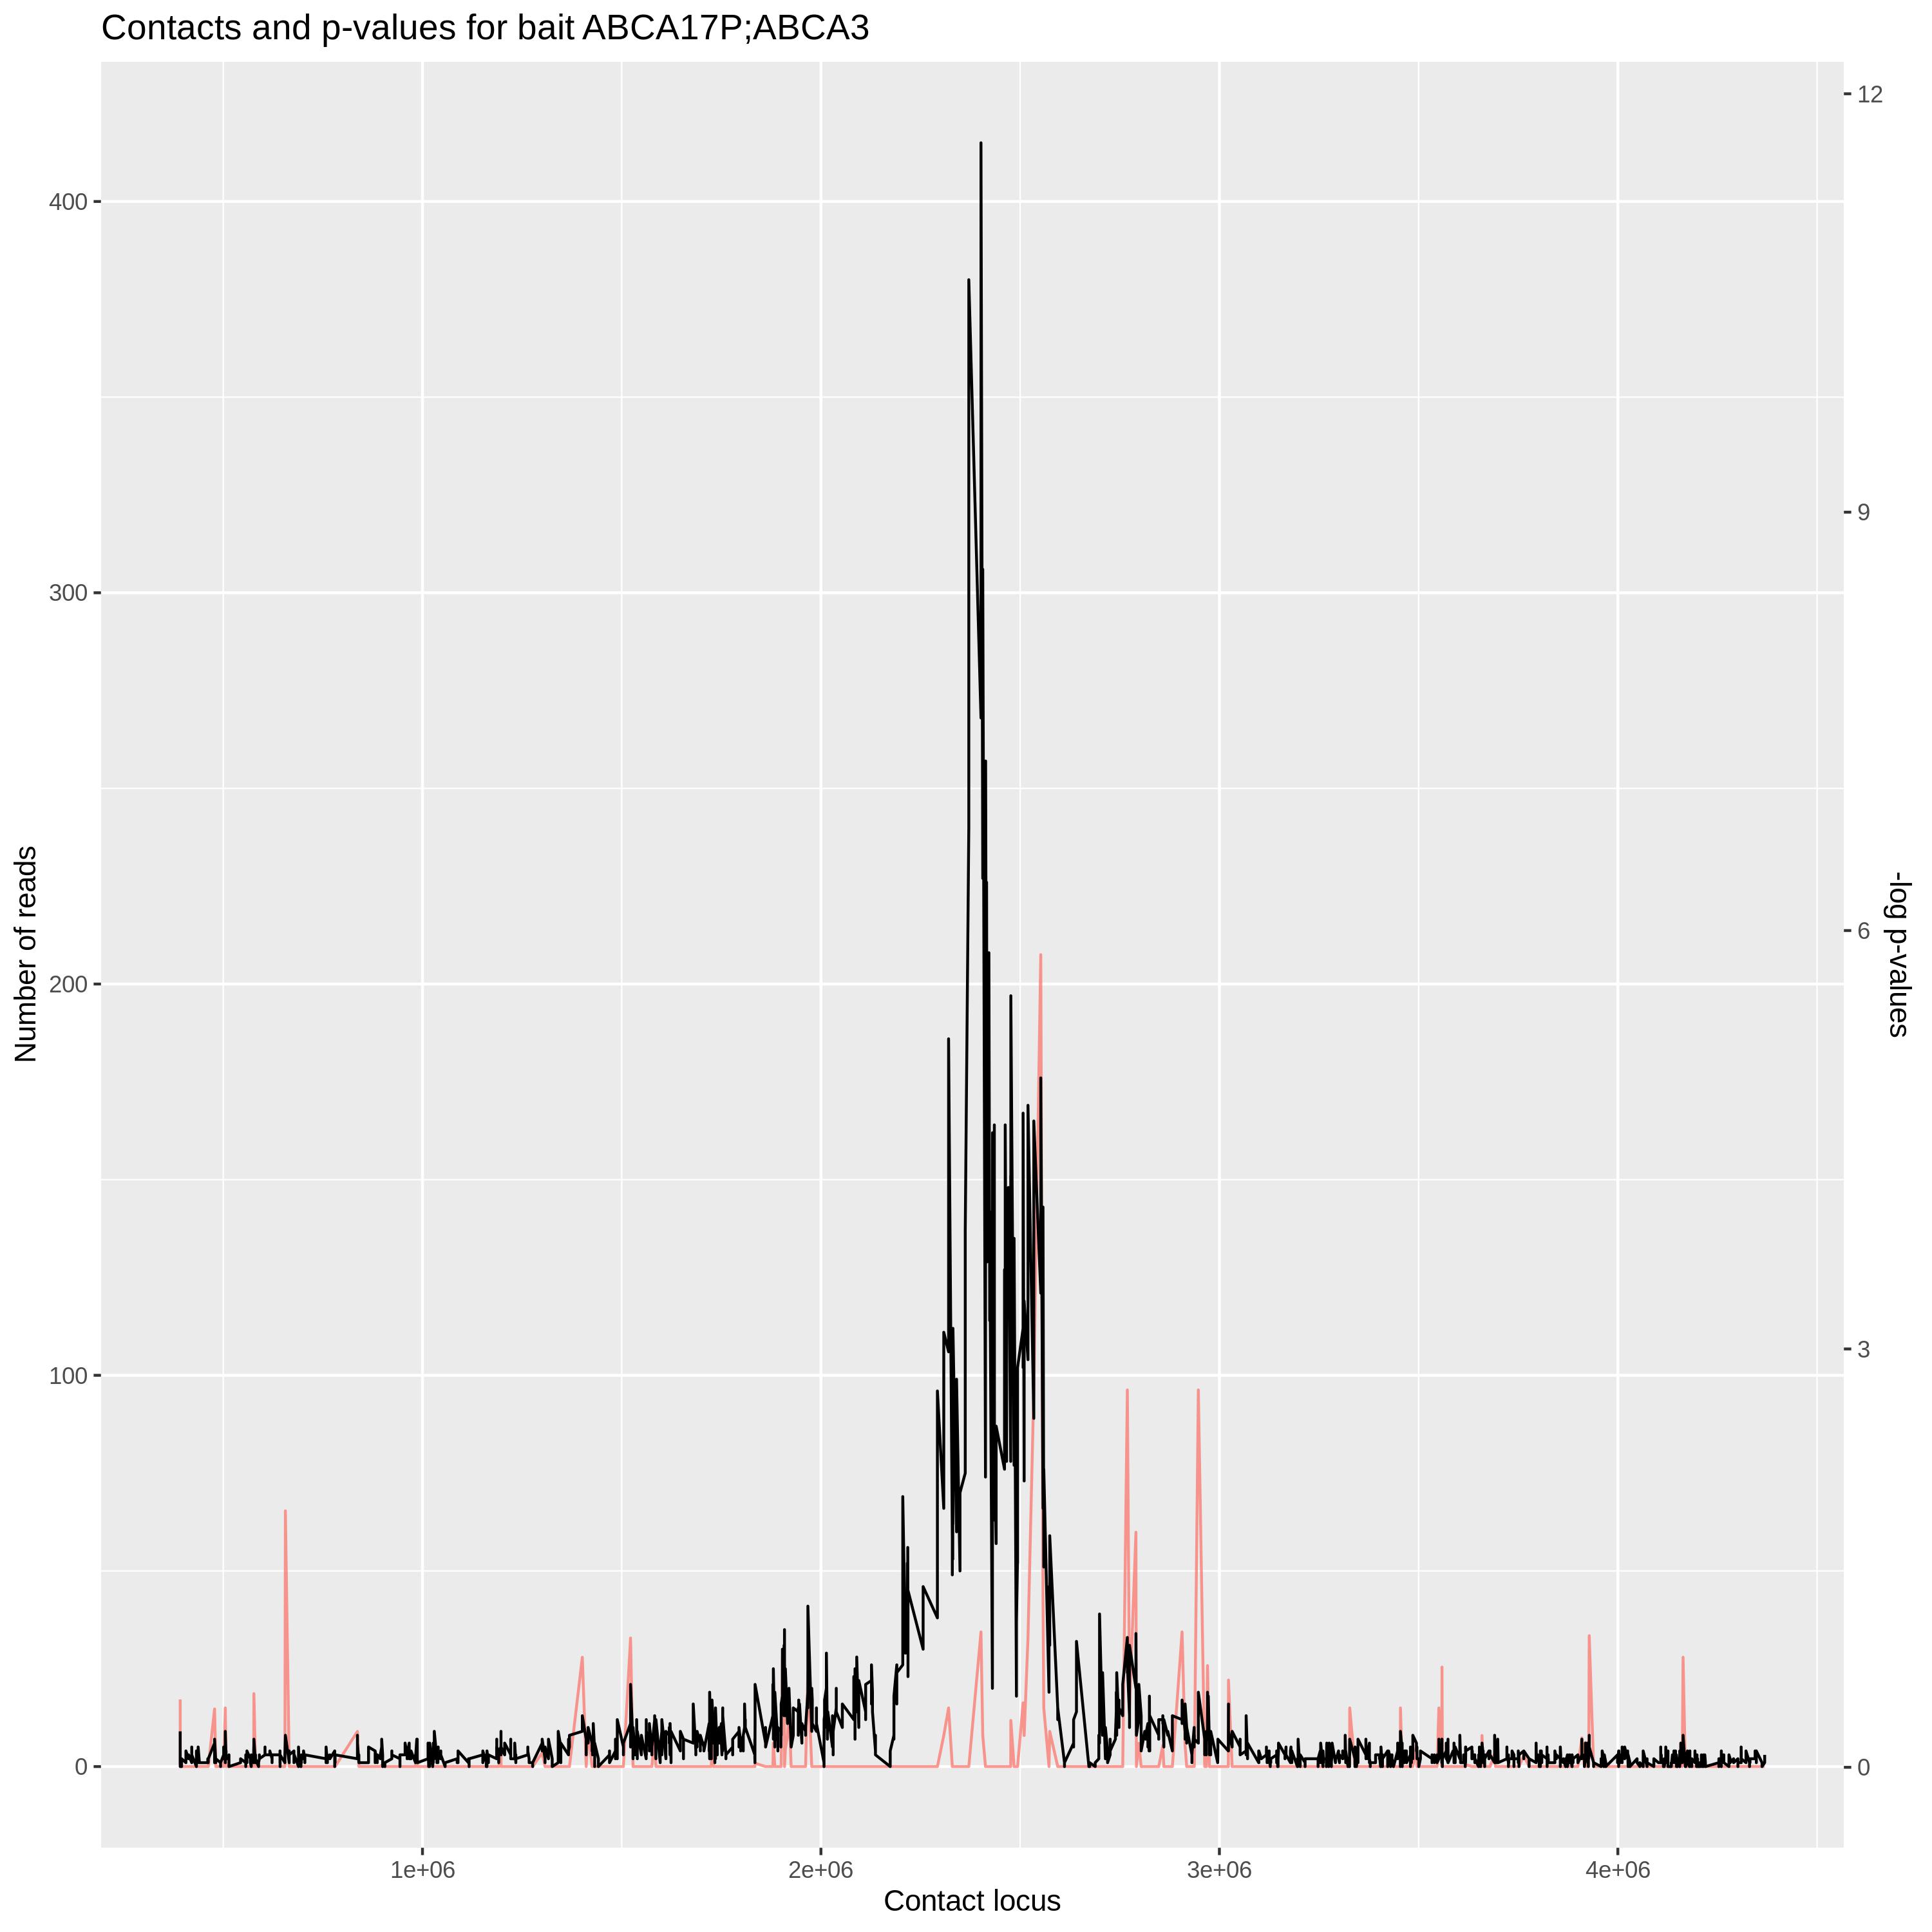 Contacts and p-values for bait ABCA17P;ABCA3
Number of reads
400
300
200
100
0
12
9
6
3
0
-log p-values
1e+06
2e+06
3e+06
4e+06
Contact locus